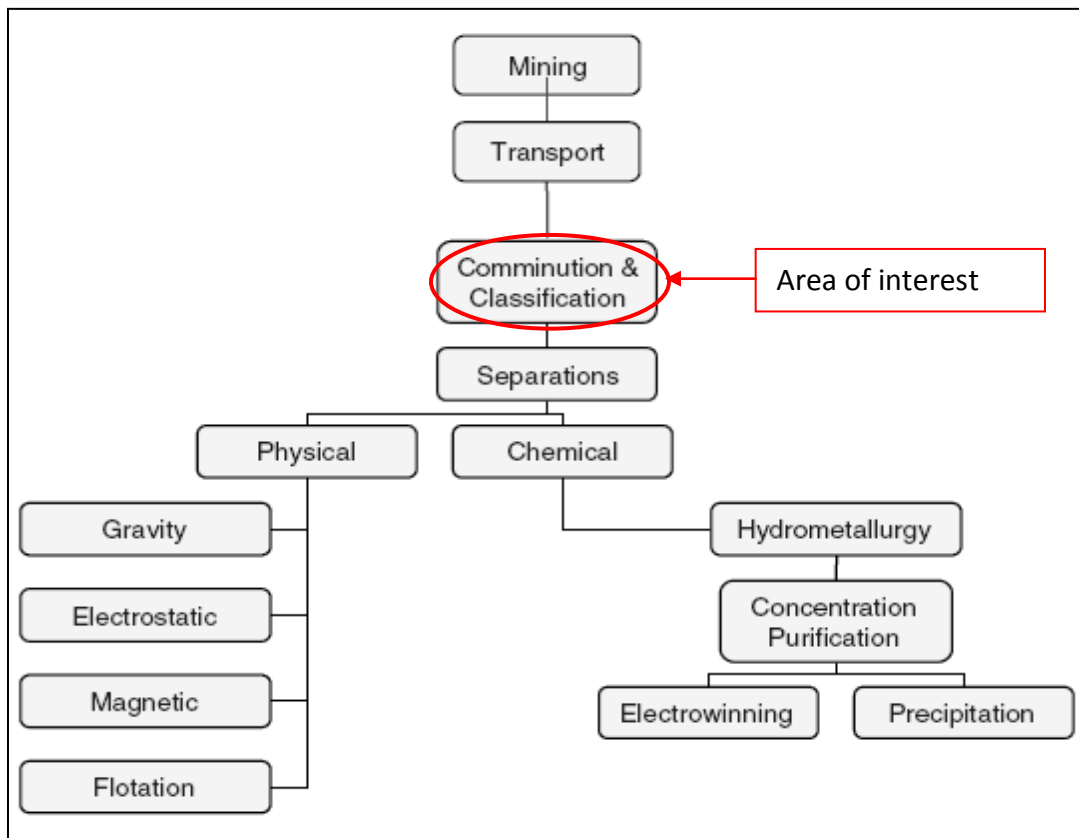 Mining
Transport
Comminution &
Classification
Area of interest
Separations
Physical
Chemical
Gravity
Hydrometallurgy
Electrostatic
Concentration
Purification
Magnetic
Electrowinning
Precipitation
Flotation